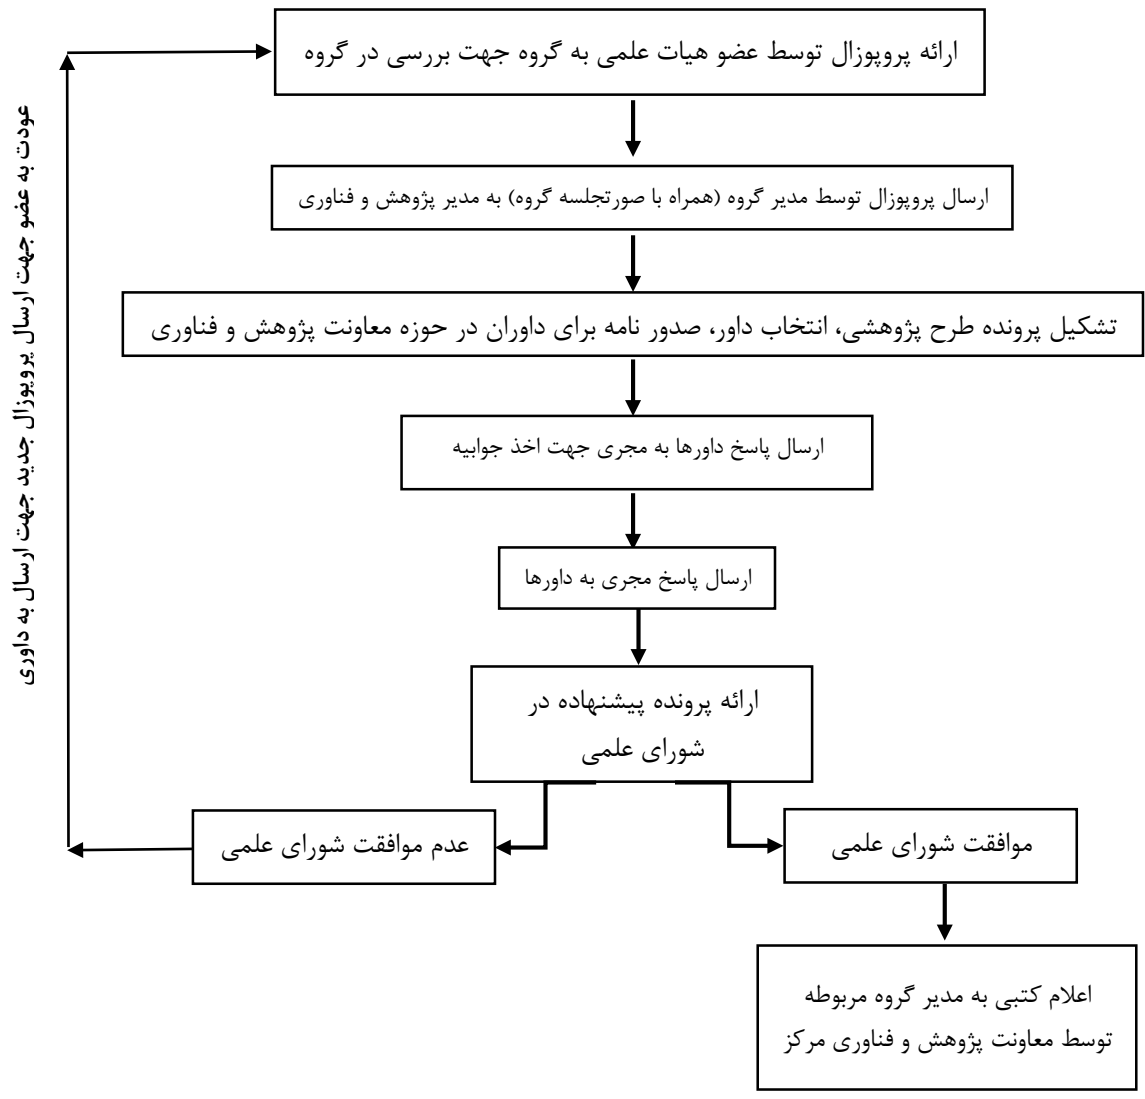 ارائه پروپوزال توسط عضو هیات علمی به گروه جهت بررسی در گروه
ارسال پروپوزال توسط مدیر گروه (همراه با صورتجلسه گروه) به مدیر پژوهش و فناوری
تشکیل پرونده طرح پژوهشی، انتخاب داور، صدور نامه برای داوران در حوزه معاونت پژوهش و فناوری
ارسال پاسخ داورها به مجری جهت اخذ جوابیه
ارسال پاسخ مجری به داورها
ارائه پرونده پیشنهاده در
شورای علمی
موافقت شورای علمی
عدم موافقت شورای علمی
اعلام کتبی به مدیر گروه مربوطه
توسط معاونت پژوهش و فناوری مرکز
عودت به عضو جهت ارسال پروپوزال جدید جهت ارسال به داوری